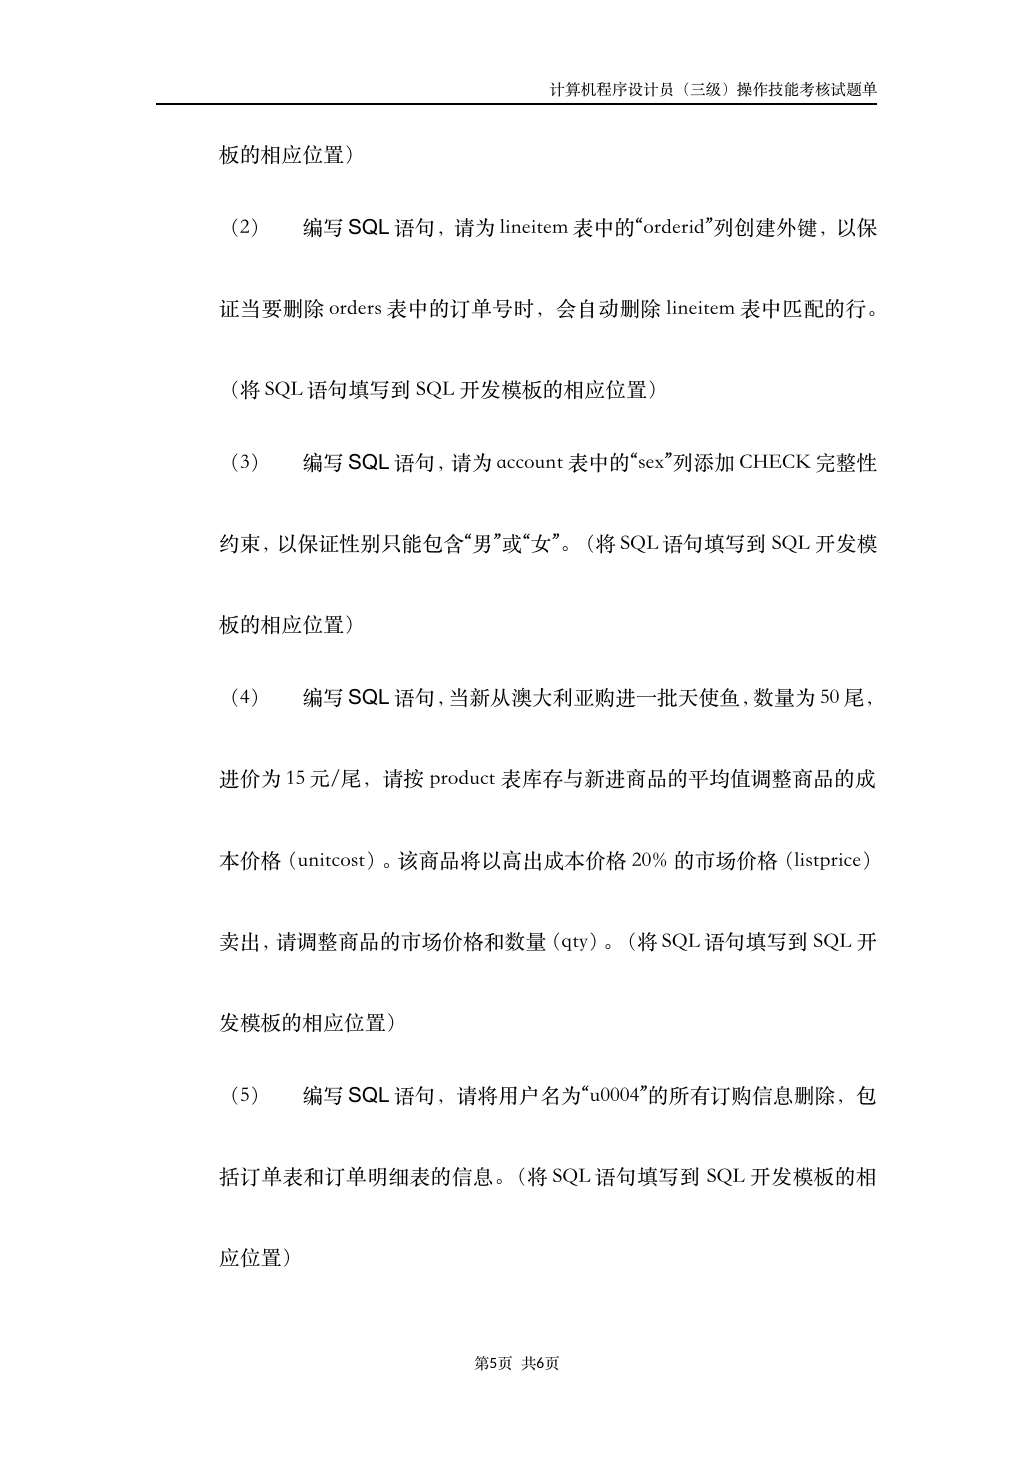 计算机程序设计员（三级）操作技能考核试题单
板的相应位置）
（2） 编写 SQL 语句，请为 lineitem 表中的“orderid”列创建外键，以保
证当要删除 orders 表中的订单号时，会自动删除 lineitem 表中匹配的行。
（将 SQL 语句填写到 SQL 开发模板的相应位置）
（3） 编写 SQL 语句，请为 account 表中的“sex”列添加 CHECK 完整性
约束，以保证性别只能包含“男”或“女”。（将 SQL 语句填写到 SQL 开发模
板的相应位置）
（4） 编写 SQL 语句，当新从澳大利亚购进一批天使鱼，数量为 50 尾，
进价为 15 元/尾，请按 product 表库存与新进商品的平均值调整商品的成
本价格（unitcost）。该商品将以高出成本价格 20% 的市场价格（listprice）
卖出，请调整商品的市场价格和数量（qty）。（将 SQL 语句填写到 SQL 开
发模板的相应位置）
（5） 编写 SQL 语句，请将用户名为“u0004”的所有订购信息删除，包
括订单表和订单明细表的信息。（将 SQL 语句填写到 SQL 开发模板的相
应位置）
第5页 共6页